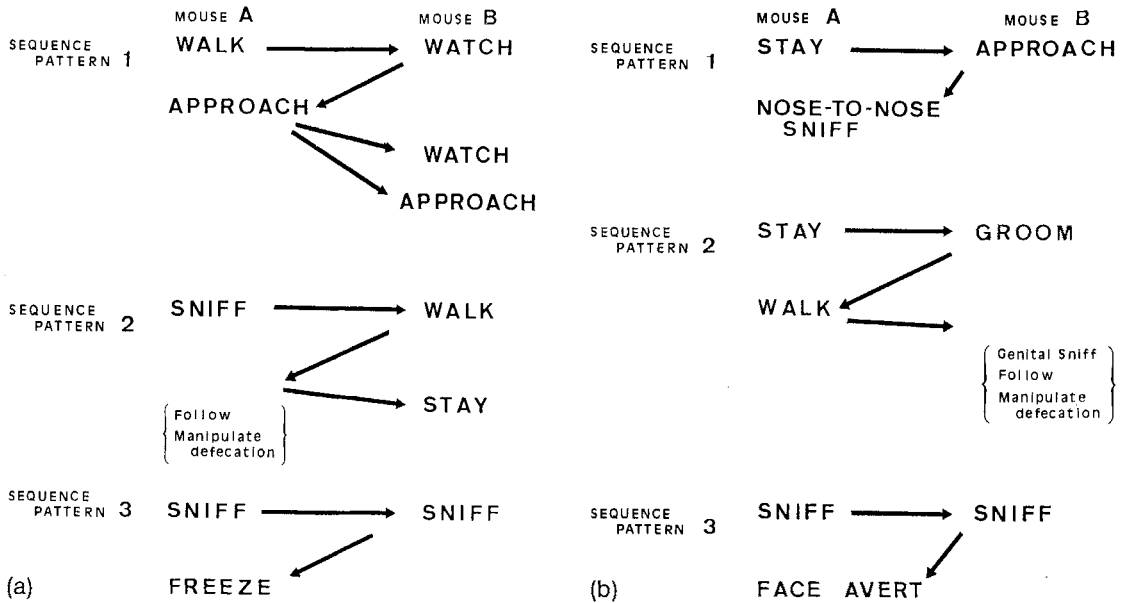 MOUSE A MOUSE B
SEQUENCE PATTERN 1
WALK WATCH
APPROACH
WATCH
APPROACH
SEQUENCE PATTERN 2
SNIFF WALK
STAY
Follow
Manipulate
defecation
SEQUENCE PATTERN 3
SNIFF SNIFF
FREEZE
(a)
MOUSE A MOUSE B
SEQUENCE PATTERN 1
STAY APPROACH
NOSE-TO-NOSE
SNIFF
SEQUENCE PATTERN 2
STAY GROOM
WALK
Genital Sniff
Follow
Manipulate
defecation
SEQUENCE PATTERN 3
SNIFF SNIFF
FACE AVERT
(b)